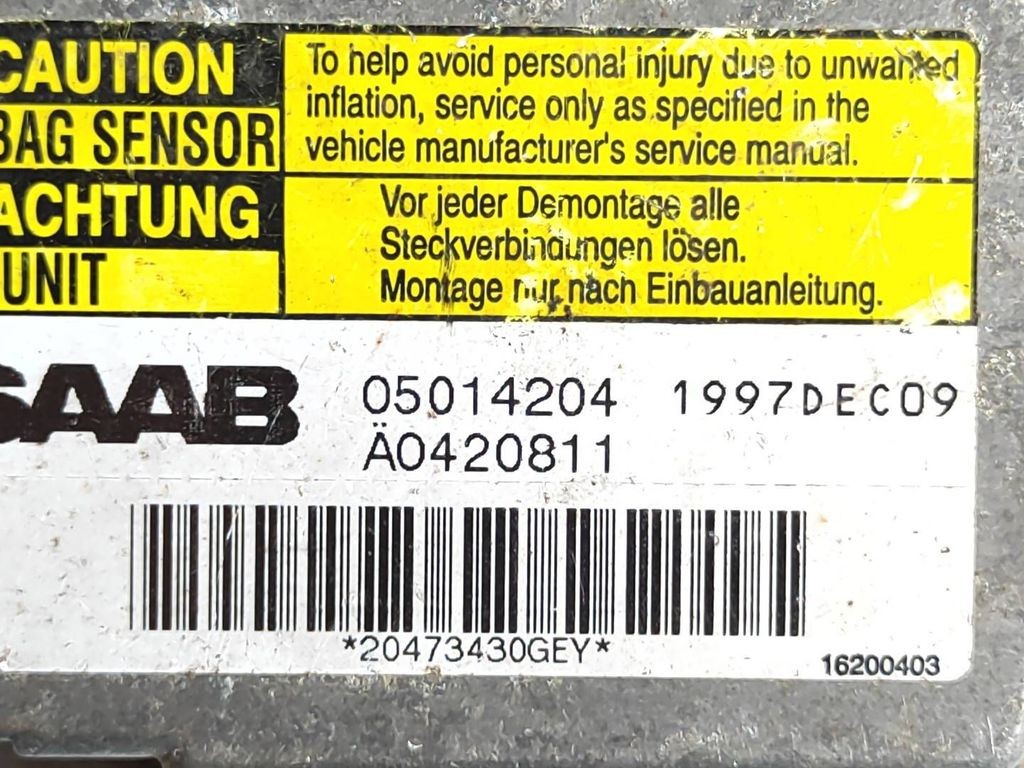 CAUTION
BAG SENSOR
ACHTUNG
UNIT
To help avoid personal injury due to unwanted
inflation, service only as specified in the
vehicle manufacturer's service manual.
Vor jeder Demontage alle
Steckverbindungen lösen.
Montage nur nach Einbauanleitung.
SAAB
05014204 1997DEC09
Ä0420811
*20473430GEY*
16200403